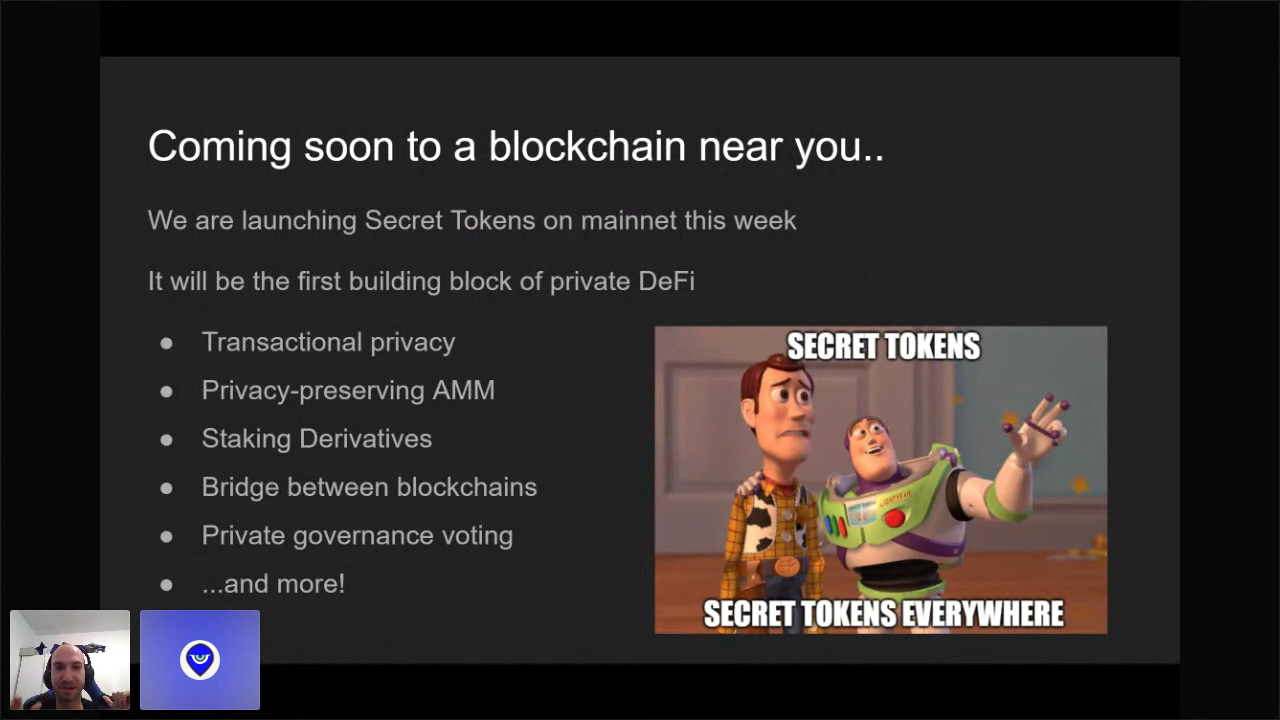 Coming soon to a blockchain near you..
We are launching Secret Tokens on mainnet this week
It will be the first building block of private DeFi
● Transactional privacy
● Privacy-preserving AMM
● Staking Derivatives
● Bridge between blockchains
● Private governance voting
● ...and more!
SECRET TOKENS
LIGHTYEAR
SECRET TOKENS EVERYWHERE